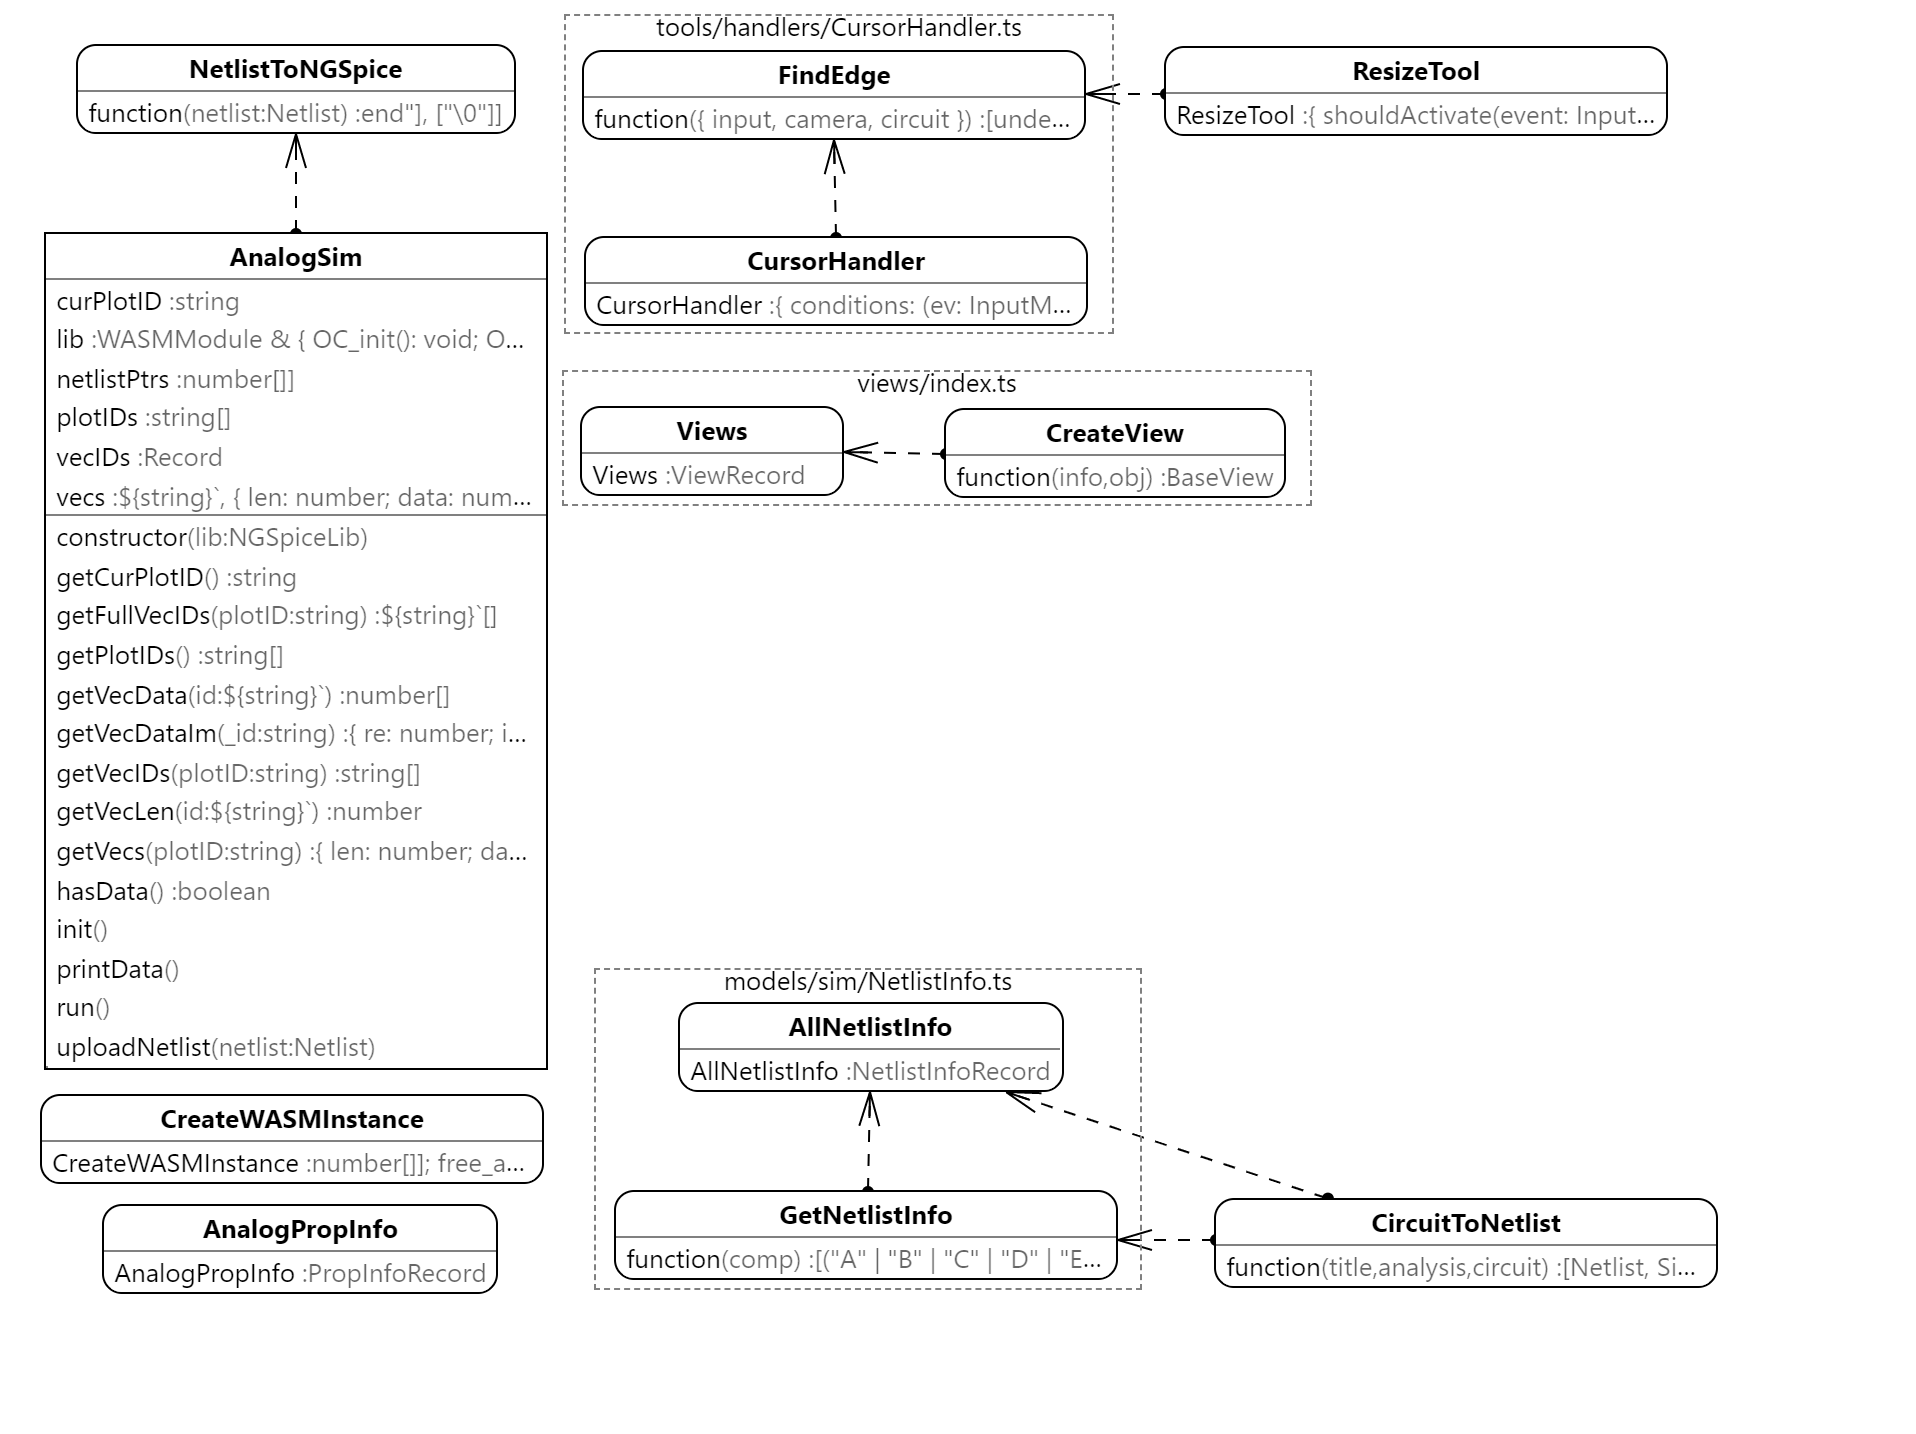 NetlistToNGSpice
function(netlist:Netlist) :end"], ["\0"]]
AnalogSim
curPlotID :string
lib :WASMModule & { OC_init(): void; O...
netlistPtrs :number[]]
plotIDs :string[]
vecIDs :Record
vecs :${string}`, { len: number; data: num...
constructor(lib:NGSpiceLib)
getCurPlotID() :string
getFullVecIDs(plotID:string) :${string}`[]
getPlotIDs() :string[]
getVecData(id:${string}`) :number[]
getVecDataIm(_id:string) :{ re: number; i...
getVecIDs(plotID:string) :string[]
getVecLen(id:${string}`) :number
getVecs(plotID:string) :{ len: number; da...
hasData() :boolean
init()
printData()
run()
uploadNetlist(netlist:Netlist)
CreateWASMInstance
CreateWASMInstance :number[]]; free_a...
AnalogPropInfo
AnalogPropInfo :PropInfoRecord
tools/handlers/CursorHandler.ts
FindEdge
function({ input, camera, circuit }) :[unde...
CursorHandler
CursorHandler :{ conditions: (ev: InputM...
ResizeTool
ResizeTool :{ shouldActivate(event: Input...
views/index.ts
Views
Views :ViewRecord
CreateView
function(info,obj) :BaseView
models/sim/NetlistInfo.ts
AllNetlistInfo
AllNetlistInfo :NetlistInfoRecord
GetNetlistInfo
function(comp) :[("A" | "B" | "C" | "D" | "E...
CircuitToNetlist
function(title,analysis,circuit) :[Netlist, Si...